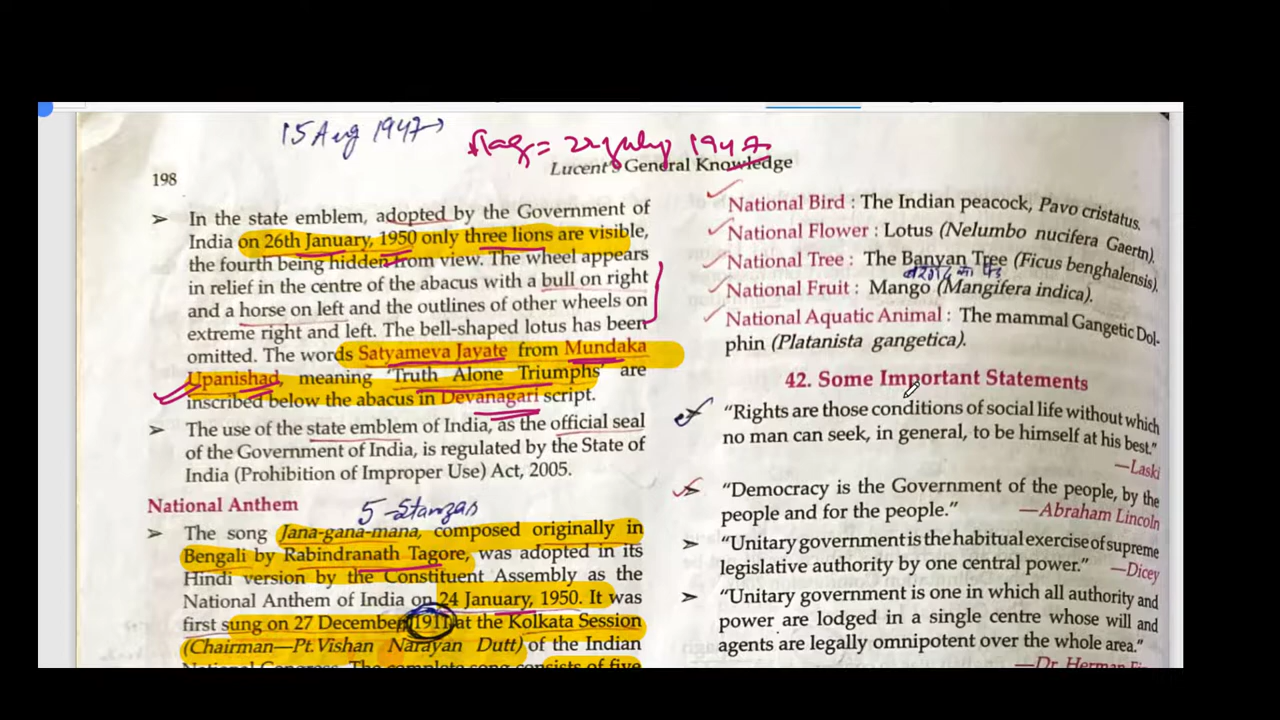 15 Aug 1947
flag = 22 july 1947
Lucent's General Knowledge
198
➢ In the state emblem, adopted by the Government of
India on 26th January, 1950 only three lions are visible,
the fourth being hidden from view. The wheel appears
in relief in the centre of the abacus with a bull on right
and a horse on left and the outlines of other wheels on
extreme right and left. The bell-shaped lotus has been
omitted. The words Satyameva Jayate from Mundaka
Upanishad, meaning 'Truth Alone Triumphs' are
inscribed below the abacus in Devanagari script.
➢ The use of the state emblem of India, as the official seal
of the Government of India, is regulated by the State of
India (Prohibition of Improper Use) Act, 2005.
National Anthem
5-Stanzas
➢ The song Jana-gana-mana, composed originally in
Bengali by Rabindranath Tagore, was adopted in its
Hindi version by the Constituent Assembly as the
National Anthem of India on 24 January, 1950. It was
first sung on 27 December, 1911 at the Kolkata Session
(Chairman—Pt. Vishan Narayan Dutt) of the Indian
National Congress. The complete song consists of five
National Bird : The Indian peacock, Pavo cristatus.
National Flower : Lotus (Nelumbo nucifera Gaertn).
National Tree : The Banyan Tree (Ficus benghalensis).
बरगद का पेड़
National Fruit : Mango (Mangifera indica).
National Aquatic Animal : The mammal Gangetic Dol-
phin (Platanista gangetica).
42. Some Important Statements
"Rights are those conditions of social life without which
no man can seek, in general, to be himself at his best."
—Laski
➢ "Democracy is the Government of the people, by the
people and for the people." —Abraham Lincoln
➢ "Unitary government is the habitual exercise of supreme
legislative authority by one central power." —Dicey
➢ "Unitary government is one in which all authority and
power are lodged in a single centre whose will and
agents are legally omnipotent over the whole area."
—Dr. Herman